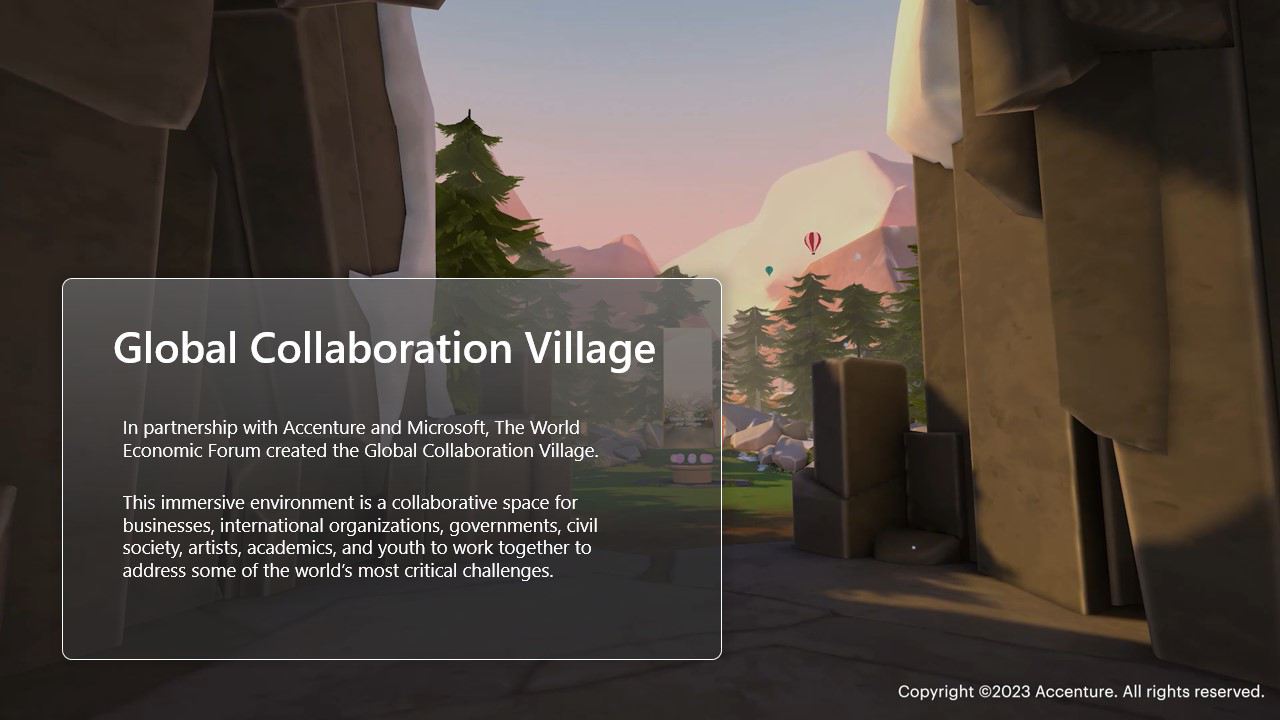 Global Collaboration Village
In partnership with Accenture and Microsoft, The World
Economic Forum created the Global Collaboration Village.
This immersive environment is a collaborative space for
businesses, international organizations, governments, civil
society, artists, academics, and youth to work together to
address some of the world’s most critical challenges.
Copyright ©2023 Accenture. All rights reserved.